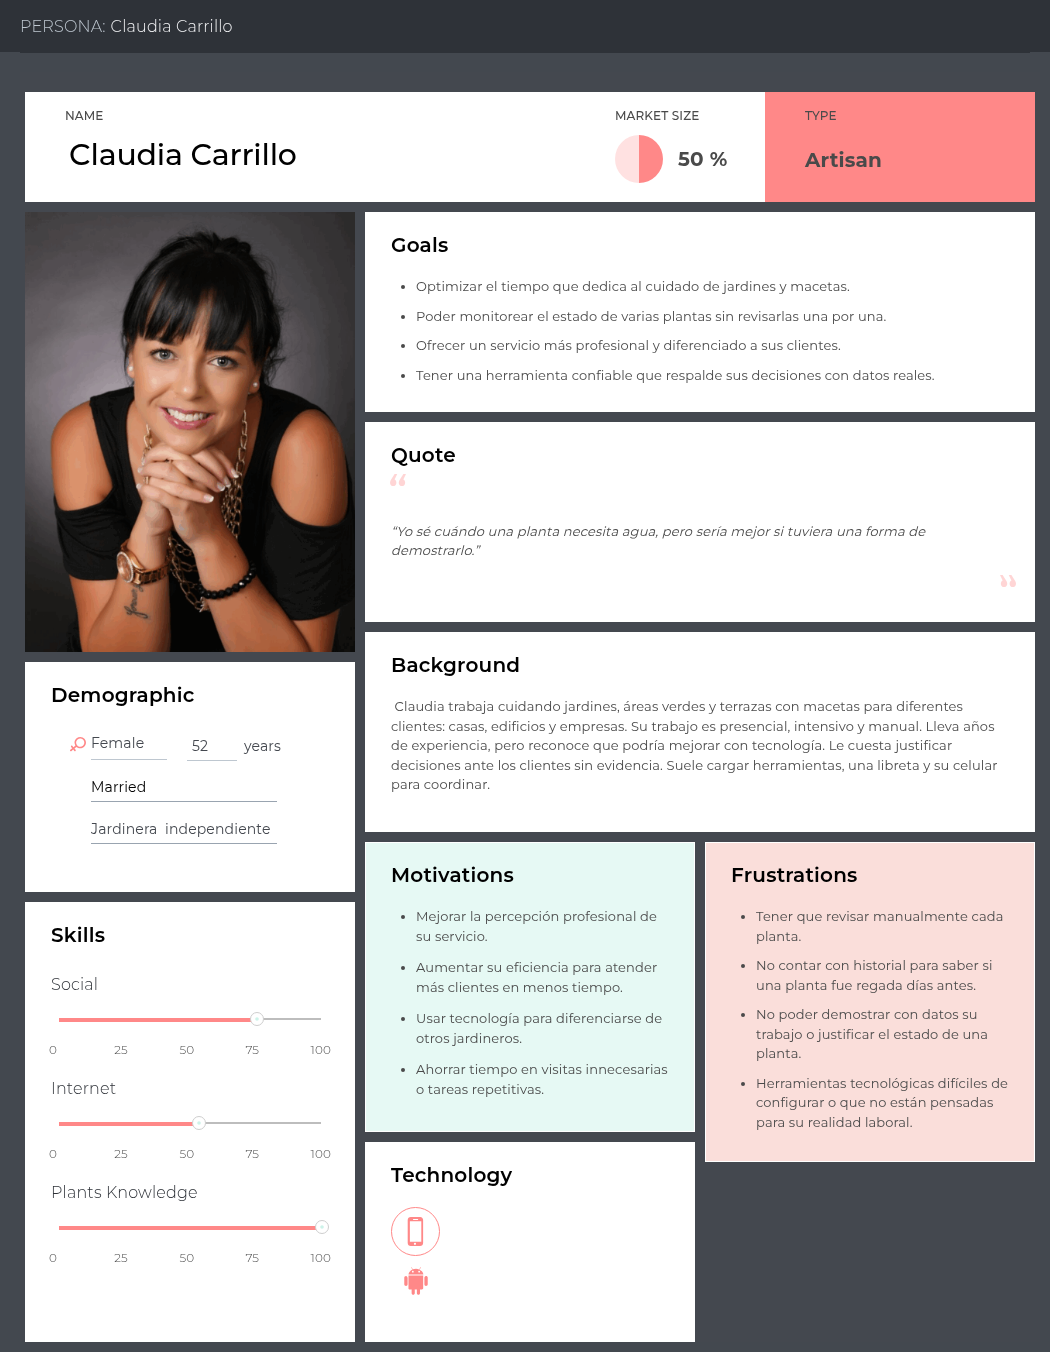 PERSONA: Claudia Carrillo
NAME
Claudia Carrillo
MARKET SIZE
50 %
TYPE
Artisan
Goals
• Optimizar el tiempo que dedica al cuidado de jardines y macetas.
• Poder monitorear el estado de varias plantas sin revisarlas una por una.
• Ofrecer un servicio más profesional y diferenciado a sus clientes.
• Tener una herramienta confiable que respalde sus decisiones con datos reales.
Quote
“
“Yo sé cuándo una planta necesita agua, pero sería mejor si tuviera una forma de
demostrarlo.”
”
Demographic
Female
52 years
Married
Jardinera independiente
Background
Claudia trabaja cuidando jardines, áreas verdes y terrazas con macetas para diferentes
clientes: casas, edificios y empresas. Su trabajo es presencial, intensivo y manual. Lleva años
de experiencia, pero reconoce que podría mejorar con tecnología. Le cuesta justificar
decisiones ante los clientes sin evidencia. Suele cargar herramientas, una libreta y su celular
para coordinar.
Skills
Social
0 25 50 75 100
Internet
0 25 50 75 100
Plants Knowledge
0 25 50 75 100
Motivations
• Mejorar la percepción profesional de
su servicio.
• Aumentar su eficiencia para atender
más clientes en menos tiempo.
• Usar tecnología para diferenciarse de
otros jardineros.
• Ahorrar tiempo en visitas innecesarias
o tareas repetitivas.
Frustrations
• Tener que revisar manualmente cada
planta.
• No contar con historial para saber si
una planta fue regada días antes.
• No poder demostrar con datos su
trabajo o justificar el estado de una
planta.
• Herramientas tecnológicas difíciles de
configurar o que no están pensadas
para su realidad laboral.
Technology